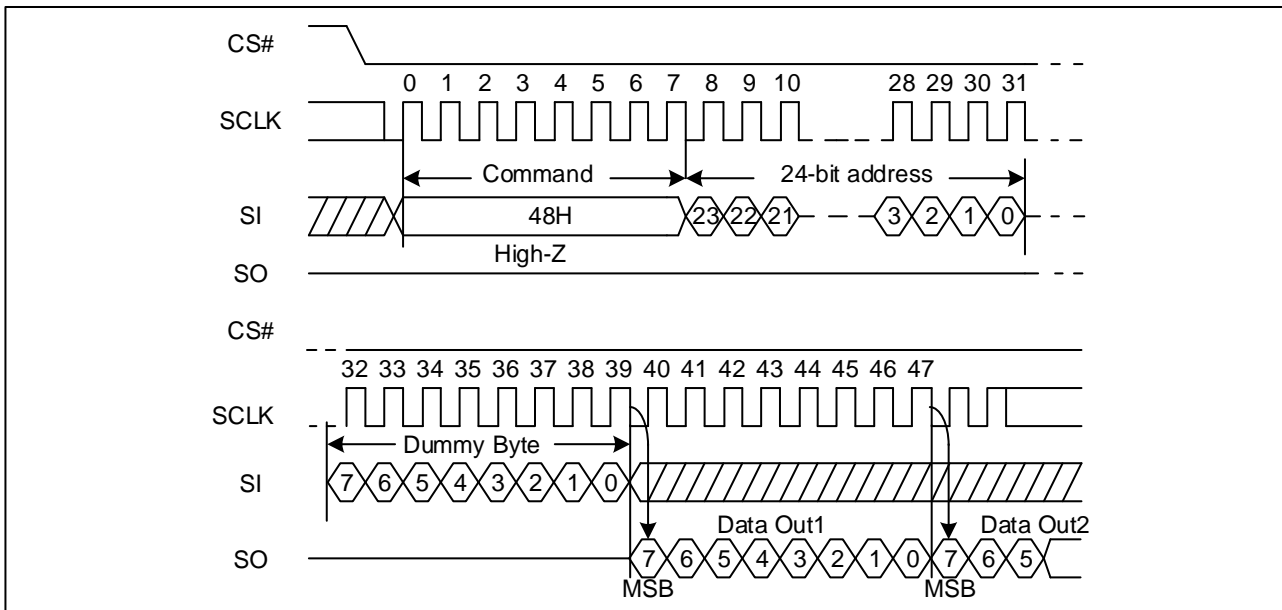 CS#
0 1 2 3 4 5 6 7 8 9 10 28 29 30 31
SCLK
Command 24-bit address
SI 48H 23 22 21 3 2 1 0
High-Z
SO
CS#
32 33 34 35 36 37 38 39 40 41 42 43 44 45 46 47
SCLK
Dummy Byte
SI 7 6 5 4 3 2 1 0
Data Out1 Data Out2
SO 7 6 5 4 3 2 1 0 7 6 5
MSB MSB